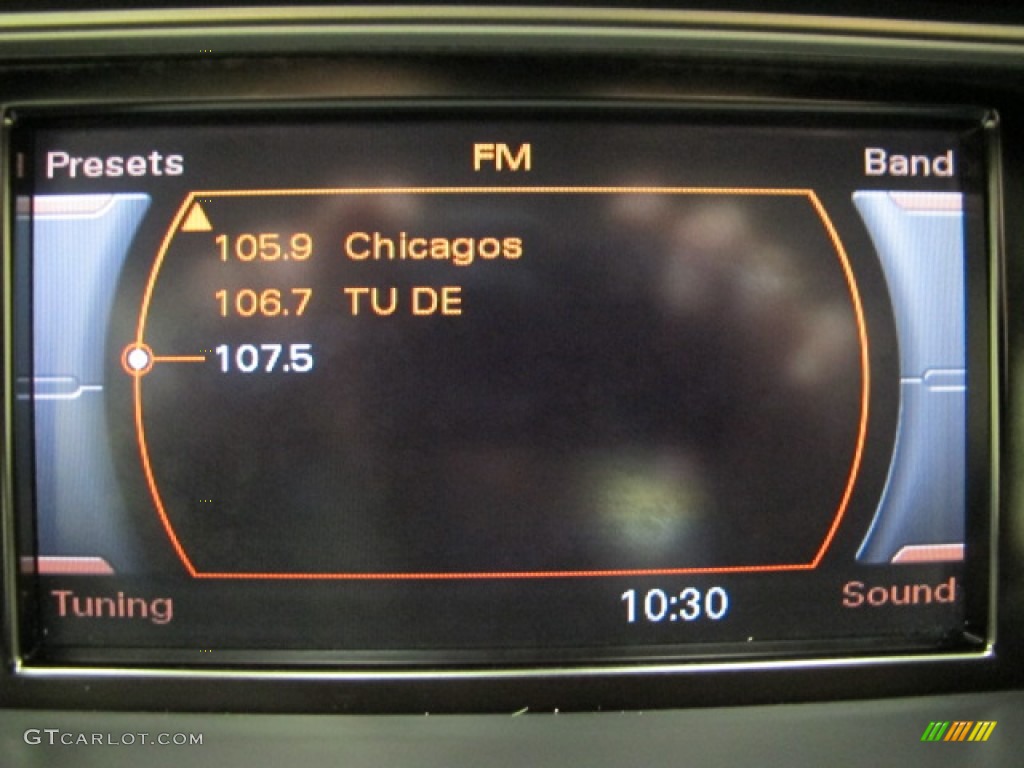 Presets FM Band
105.9 Chicagos
106.7 TU DE
107.5
Tuning 10:30 Sound
GTCARLOT.COM